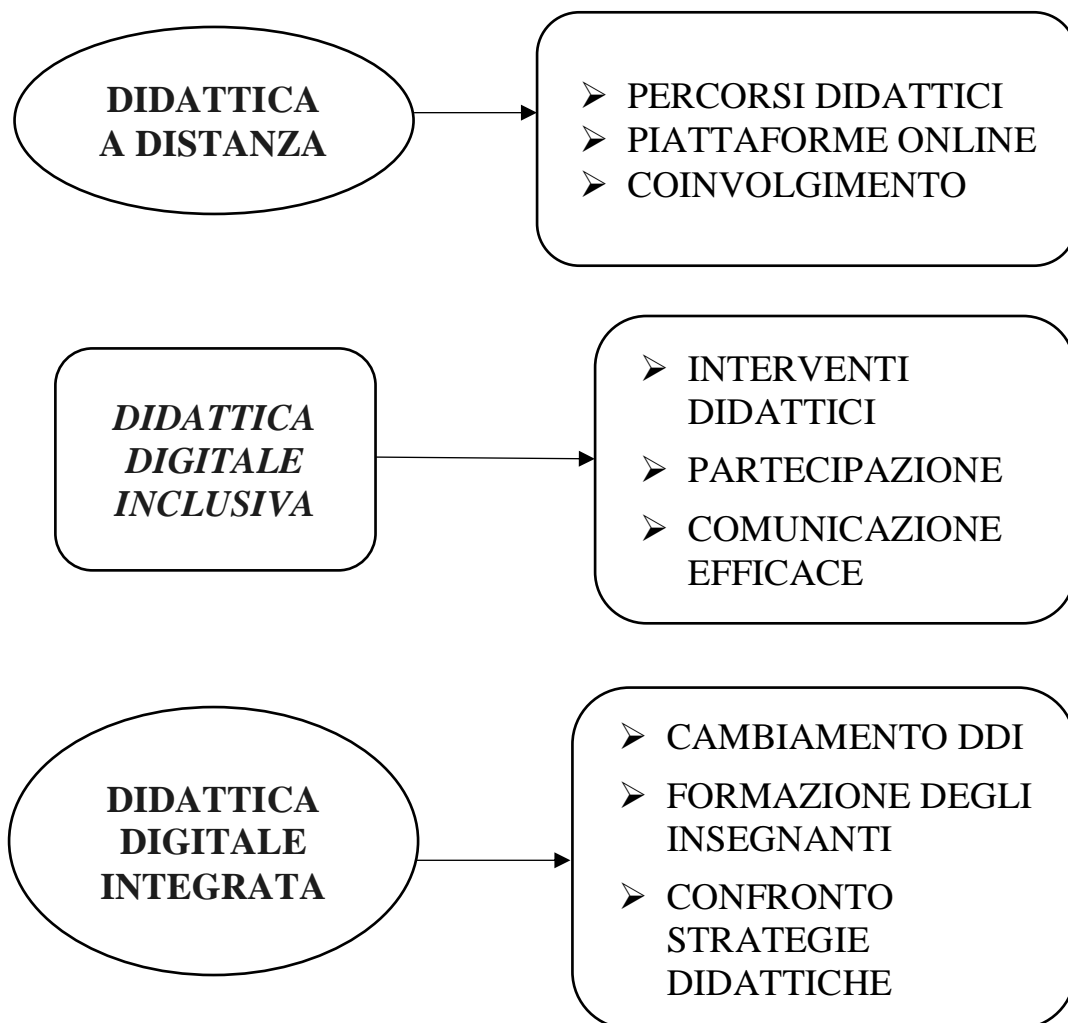 DIDATTICA
A DISTANZA
➢ PERCORSI DIDATTICI
➢ PIATTAFORME ONLINE
➢ COINVOLGIMENTO
DIDATTICA
DIGITALE
INCLUSIVA
➢ INTERVENTI
DIDATTICI
➢ PARTECIPAZIONE
➢ COMUNICAZIONE
EFFICACE
DIDATTICA
DIGITALE
INTEGRATA
➢ CAMBIAMENTO DDI
➢ FORMAZIONE DEGLI
INSEGNANTI
➢ CONFRONTO
STRATEGIE
DIDATTICHE